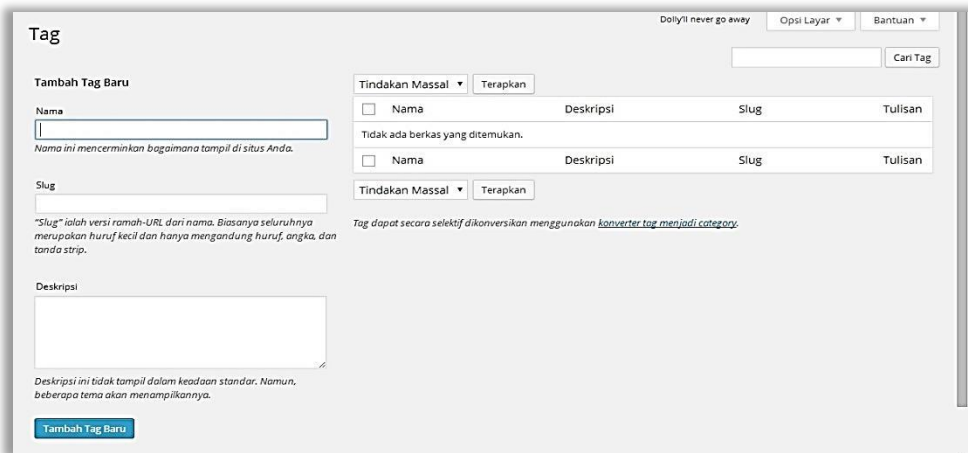 Dolly'll never go away
Opsi Layar
Bantuan
Tag
Cari Tag
Tambah Tag Baru
Nama
Nama ini mencerminkan bagaimana tampil di situs Anda.
Slug
"Slug" ialah versi ramah-URL dari nama. Biasanya seluruhnya
merupakan huruf kecil dan hanya mengandung huruf, angka, dan
tanda strip.
Deskripsi
Deskripsi ini tidak tampil dalam keadaan standar. Namun,
beberapa tema akan menampilkannya.
Tambah Tag Baru
Tindakan Massal Terapkan
Nama Deskripsi Slug Tulisan
Tidak ada berkas yang ditemukan.
Nama Deskripsi Slug Tulisan
Tindakan Massal Terapkan
Tag dapat secara selektif dikonversikan menggunakan konverter tag menjadi category.